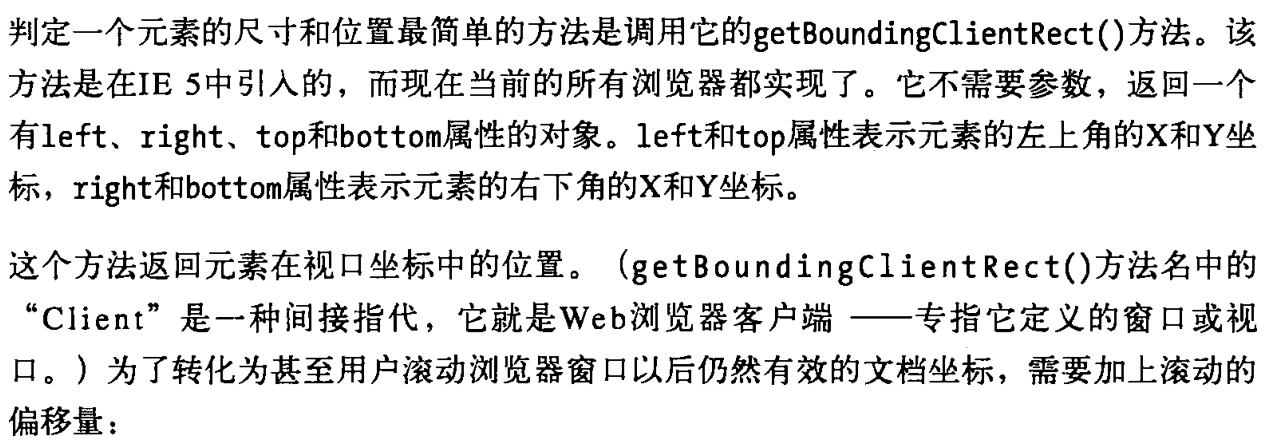 判定一个元素的尺寸和位置最简单的方法是调用它的getBoundingClientRect()方法。该
方法是在IE 5中引入的，而现在当前的所有浏览器都实现了。它不需要参数，返回一个
有left、right、top和bottom属性的对象。left和top属性表示元素的左上角的X和Y坐
标，right和bottom属性表示元素的右下角的X和Y坐标。
这个方法返回元素在视口坐标中的位置。（getBoundingClientRect()方法名中的
“Client”是一种间接指代，它就是Web浏览器客户端 ——专指它定义的窗口或视
口。）为了转化为甚至用户滚动浏览器窗口以后仍然有效的文档坐标，需要加上滚动的
偏移量：